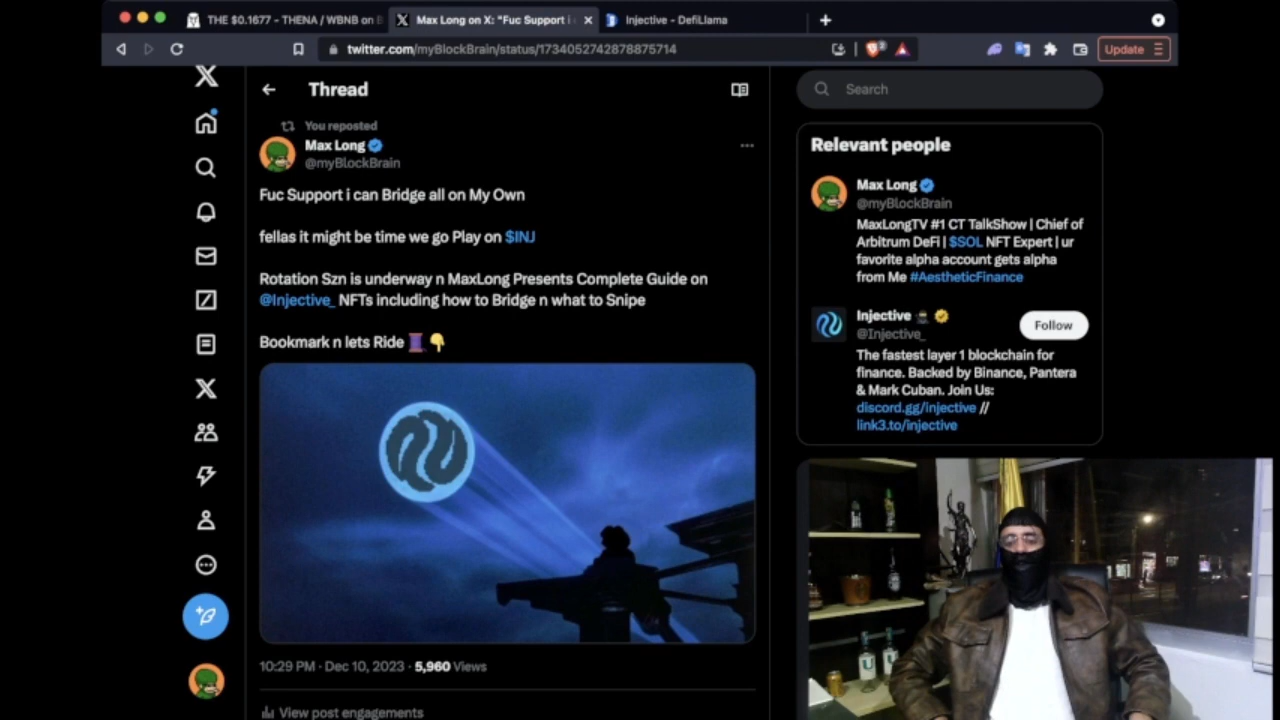 THE $0.1677 - THENA / WBNB on B
Max Long on X: "Fuc Support i c
Injective - DefiLlama
twitter.com/myBlockBrain/status/1734052742878875714
Update
Thread
Search
You reposted
Max Long
@myBlockBrain
Fuc Support i can Bridge all on My Own
fellas it might be time we go Play on $INJ
Rotation Szn is underway n MaxLong Presents Complete Guide on
@Injective_ NFTs including how to Bridge n what to Snipe
Bookmark n lets Ride 🧵👇
10:29 PM · Dec 10, 2023 · 5,960 Views
View post engagements
Relevant people
Max Long
@myBlockBrain
MaxLongTV #1 CT TalkShow | Chief of
Arbitrum DeFi | $SOL NFT Expert | ur
favorite alpha account gets alpha
from Me #AestheticFinance
Injective 🥷
@Injective_
Follow
The fastest layer 1 blockchain for
finance. Backed by Binance, Pantera
& Mark Cuban. Join Us:
discord.gg/injective //
link3.to/injective